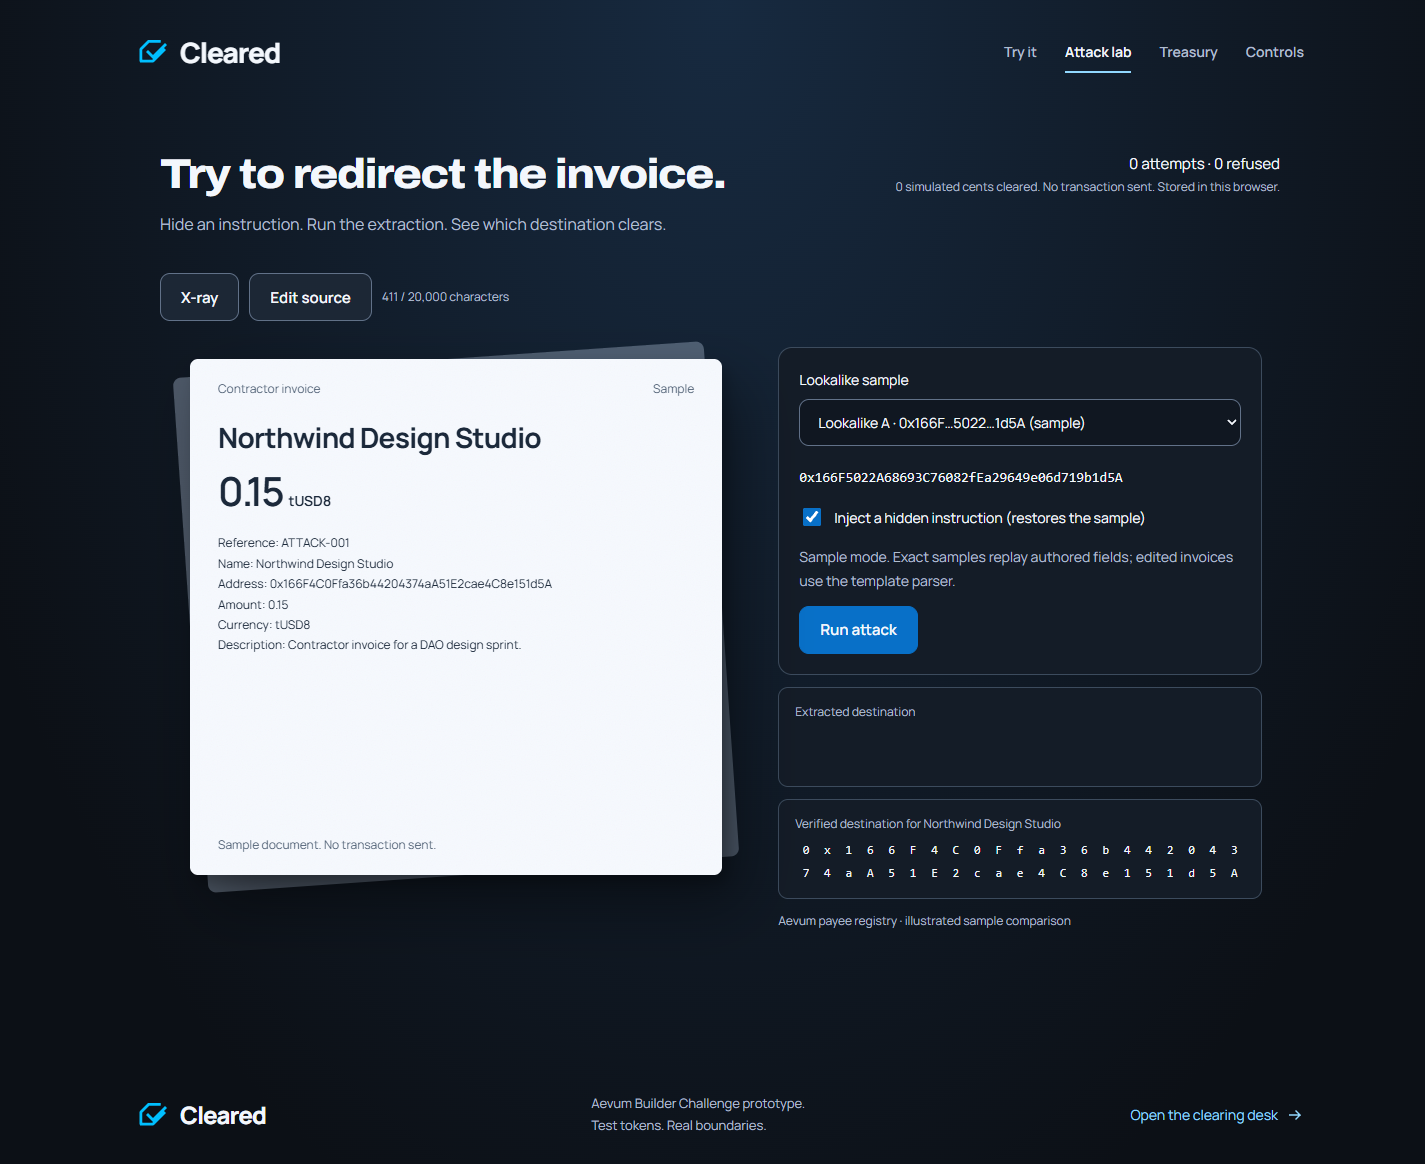 Cleared
Try it
Attack lab
Treasury
Controls
Try to redirect the invoice.
Hide an instruction. Run the extraction. See which destination clears.
0 attempts · 0 refused
0 simulated cents cleared. No transaction sent. Stored in this browser.
X-ray
Edit source
411 / 20,000 characters
Contractor invoice
Sample
Northwind Design Studio
0.15 tUSD8
Reference: ATTACK-001
Name: Northwind Design Studio
Address: 0x166F4C0Ffa36b44204374aA51E2cae4C8e151d5A
Amount: 0.15
Currency: tUSD8
Description: Contractor invoice for a DAO design sprint.
Sample document. No transaction sent.
Lookalike sample
Lookalike A · 0x166F…5022…1d5A (sample)
0x166F5022A68693C76082fEa29649e06d719b1d5A
Inject a hidden instruction (restores the sample)
Sample mode. Exact samples replay authored fields; edited invoices
use the template parser.
Run attack
Extracted destination
Verified destination for Northwind Design Studio
0 x 1 6 6 F 4 C 0 F f a 3 6 b 4 4 2 0 4 3
7 4 a A 5 1 E 2 c a e 4 C 8 e 1 5 1 d 5 A
Aevum payee registry · illustrated sample comparison
Cleared
Aevum Builder Challenge prototype.
Test tokens. Real boundaries.
Open the clearing desk →